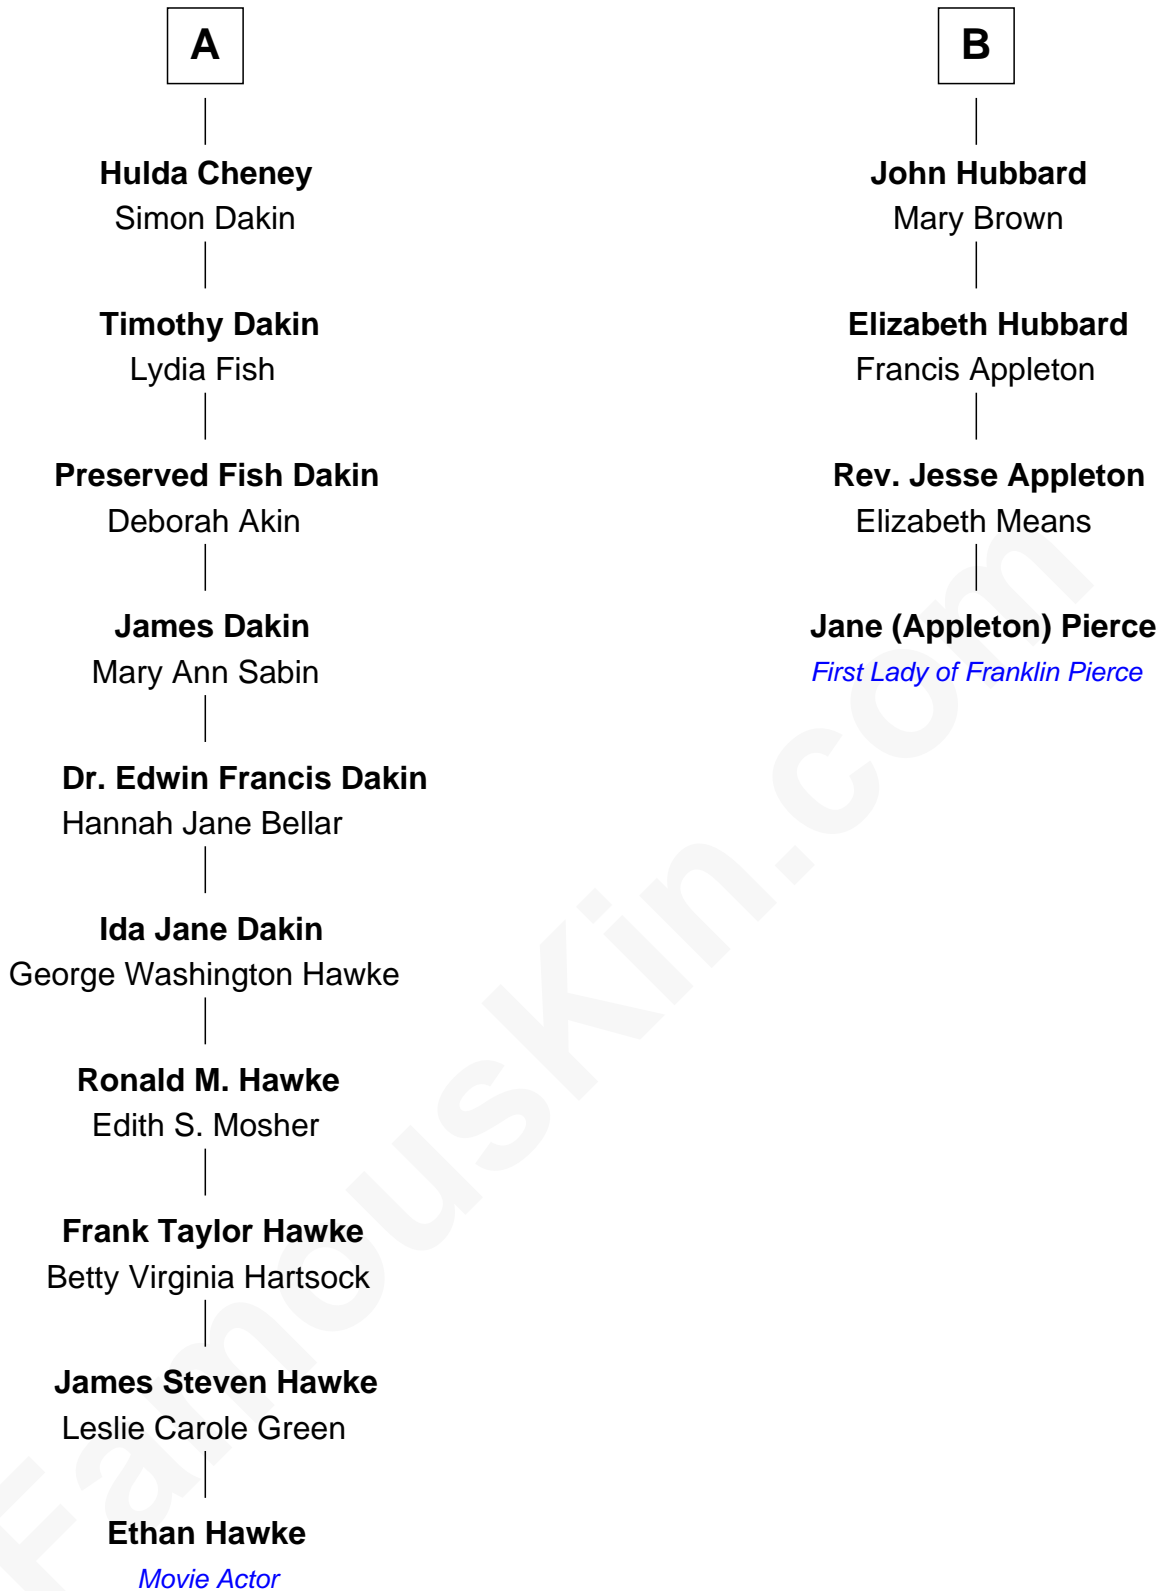 A
Hulda Cheney
Simon Dakin
Timothy Dakin
Lydia Fish
Preserved Fish Dakin
Deborah Akin
James Dakin
Mary Ann Sabin
Dr. Edwin Francis Dakin
Hannah Jane Bellar
Ida Jane Dakin
George Washington Hawke
Ronald M. Hawke
Edith S. Mosher
Frank Taylor Hawke
Betty Virginia Hartsock
James Steven Hawke
Leslie Carole Green
Ethan Hawke
Movie Actor
B
John Hubbard
Mary Brown
Elizabeth Hubbard
Francis Appleton
Rev. Jesse Appleton
Elizabeth Means
Jane (Appleton) Pierce
First Lady of Franklin Pierce
FamousKin.com